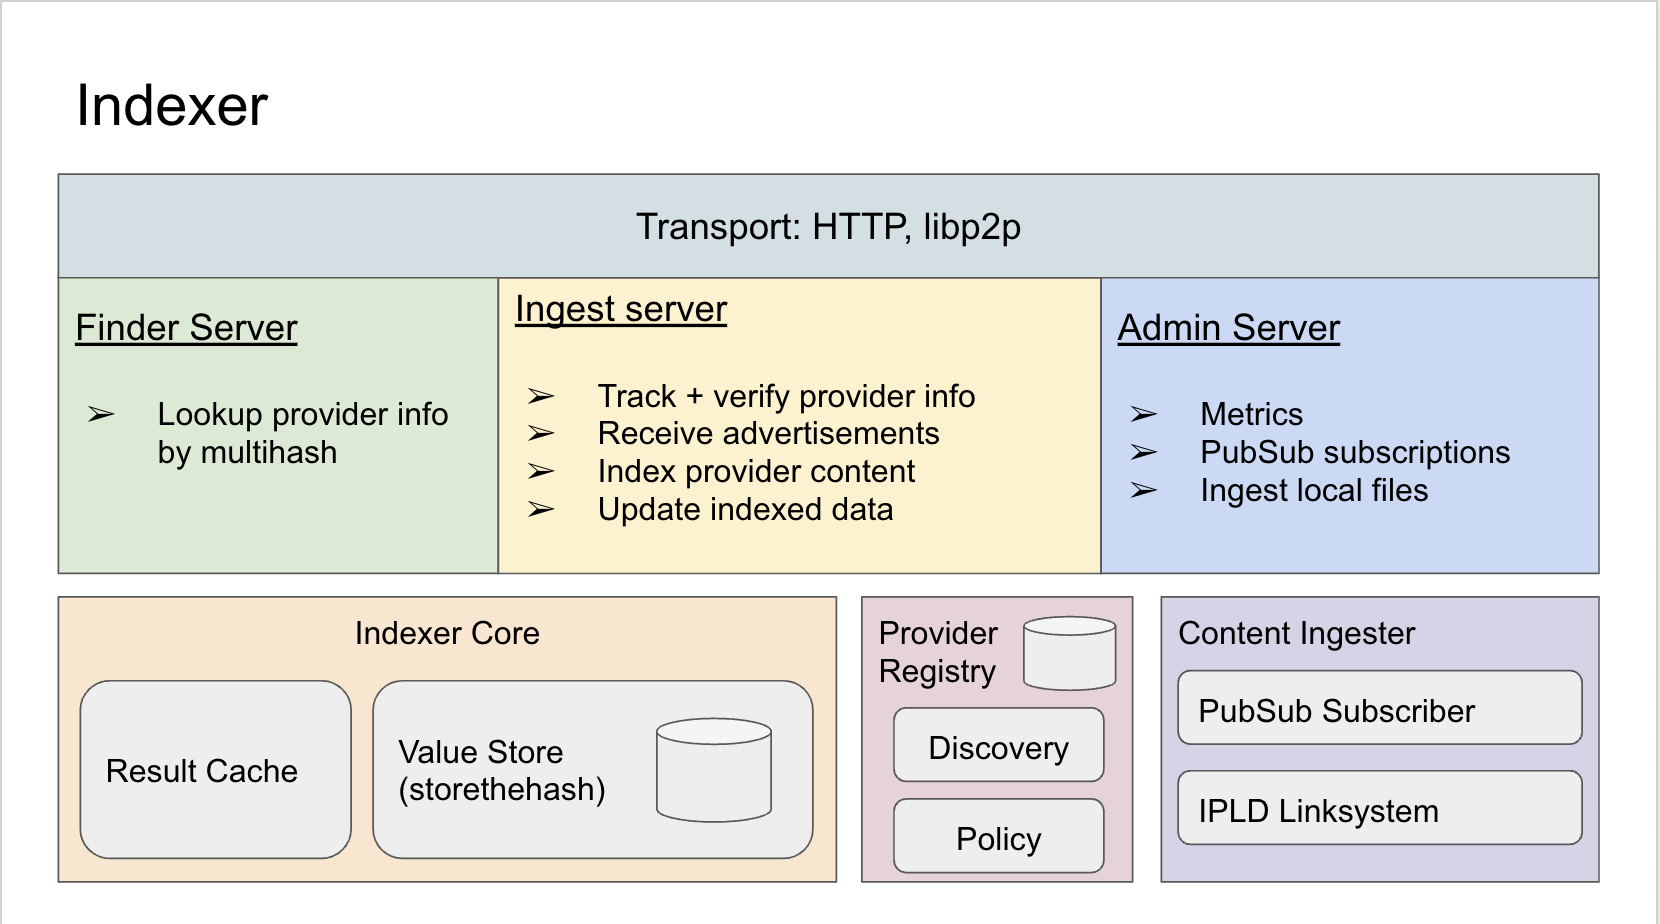 Indexer
Transport: HTTP, libp2p
Finder Server
➢ Lookup provider info
by multihash
Ingest server
➢ Track + verify provider info
➢ Receive advertisements
➢ Index provider content
➢ Update indexed data
Admin Server
➢ Metrics
➢ PubSub subscriptions
➢ Ingest local files
Indexer Core
Result Cache
Value Store
(storethehash)
Provider
Registry
Discovery
Policy
Content Ingester
PubSub Subscriber
IPLD Linksystem